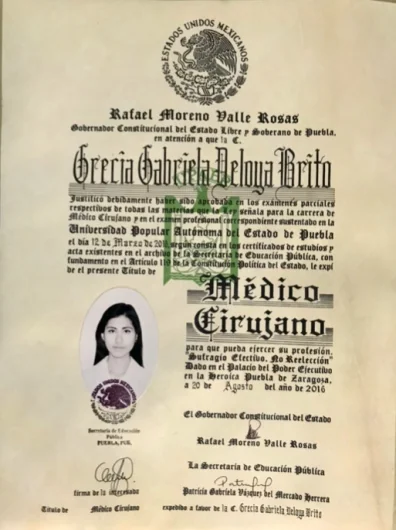 ESTADOS UNIDOS MEXICANOS
Rafael Moreno Valle Rosas
Gobernador Constitucional del Estado Libre y Soberano de Puebla,
en atención a que la C.
Grecia Gabriela Deloya Brito
Justificó debidamente haber sido aprobado en los exámenes parciales
respectivos de todas las materias que la señala para la carrera de
Médico Cirujano y en el examen profesional correspondiente sustentado en la
Universidad Popular Autónoma del Estado de Puebla
el día 12 de Marzo de según consta en los certificados de estudios y
acta existentes en el archivo de la Secretaría de Educación Pública, con
fundamento en el Artículo 119 de la Constitución Política del Estado, le expi
de el presente Título de
Médico
Cirujano
para que pueda ejercer su profesión.
"Sufragio Efectivo. No Reelección"
Dado en el Palacio del Poder Ejecutivo
en la Heroica Puebla de Zaragoza,
a 20 de Agosto del año de 2016
El Gobernador Constitucional del Estado
Rafael Moreno Valle Rosas
Secretaría de Educación
Pública
PUEBLA, PUE.
La Secretaria de Educación Pública
Patricia Gabriela Vázquez del Mercado Herrera
firma de la interesada
Título de Médico Cirujano expedido a favor de la C. Grecia Gabriela Deloya Brito